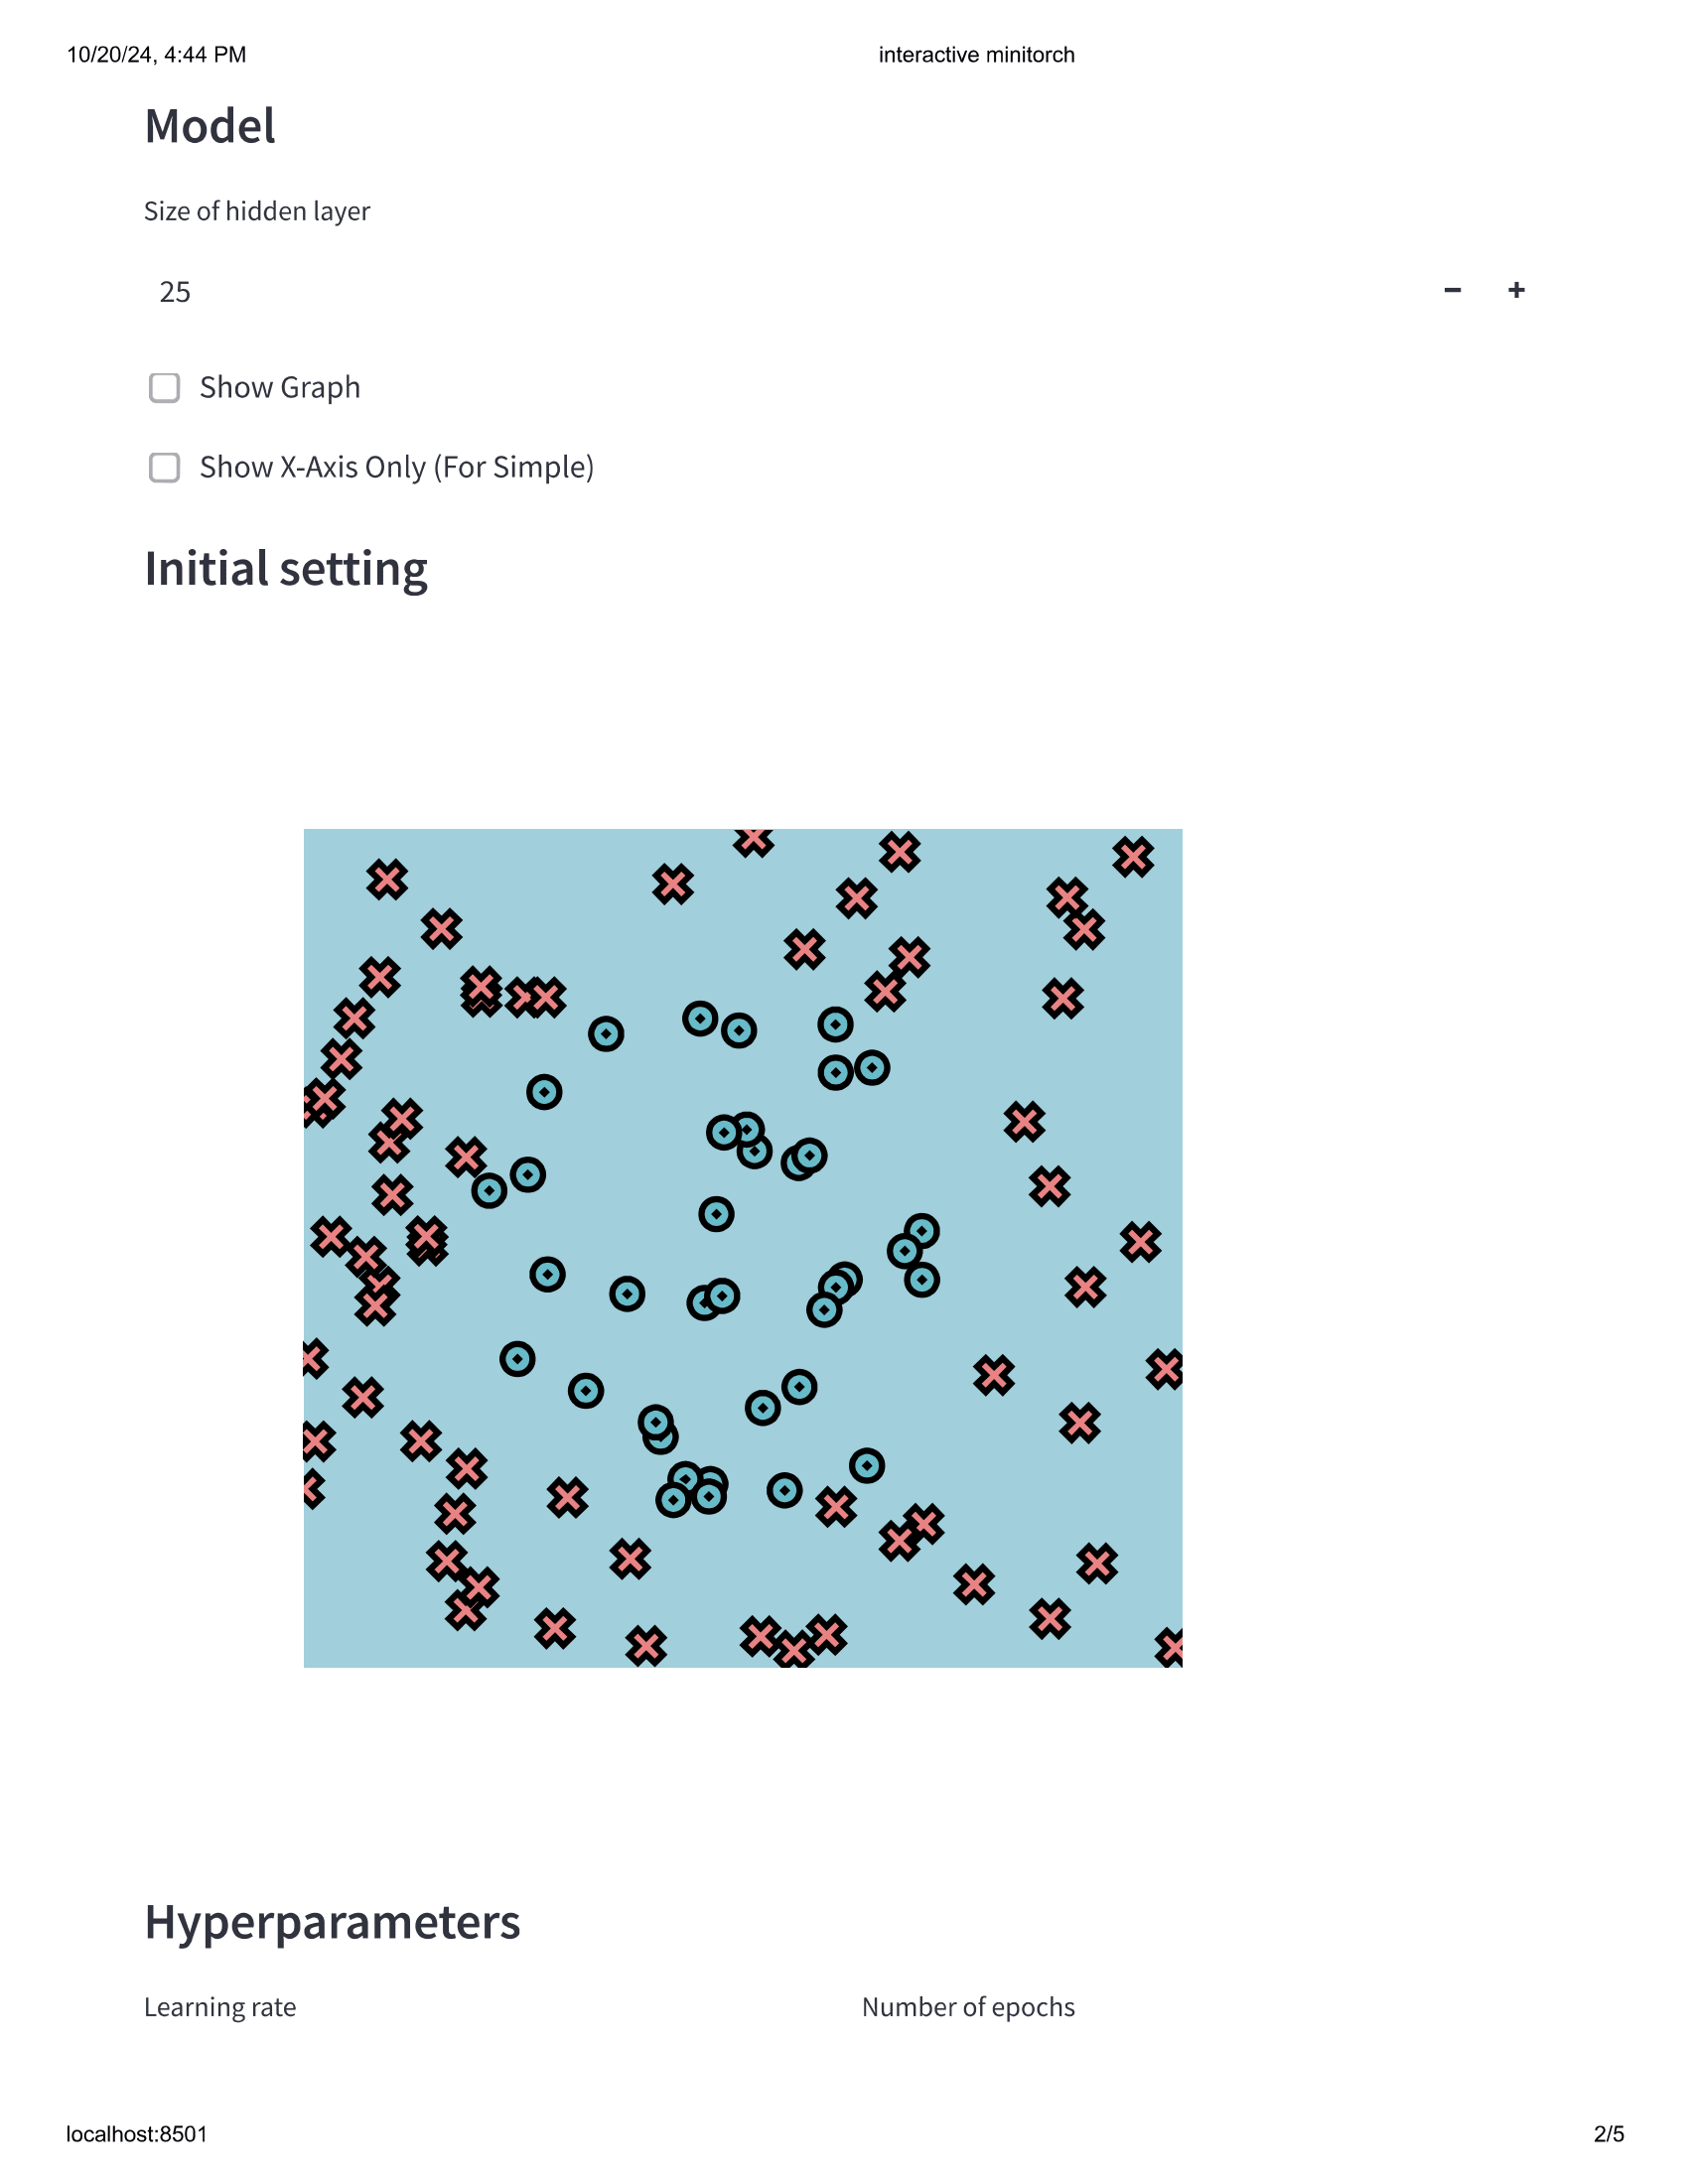 10/20/24, 4:44 PM interactive minitorch
Model
Size of hidden layer
25 − +
Show Graph
Show X-Axis Only (For Simple)
Initial setting
Hyperparameters
Learning rate Number of epochs
localhost:8501 2/5